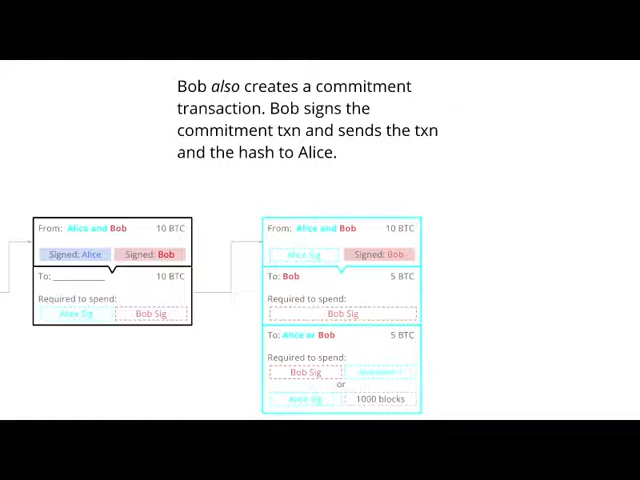 Bob also creates a commitment
transaction. Bob signs the
commitment txn and sends the txn
and the hash to Alice.
From: Alice and Bob 10 BTC
Signed: Alice Signed: Bob
To: __________ 10 BTC
Required to spend:
Alice Sig Bob Sig
From: Alice and Bob 10 BTC
Alice Sig Signed: Bob
To: Bob 5 BTC
Required to spend:
Bob Sig
To: Alice or Bob 5 BTC
Required to spend:
Bob Sig
or
Alice Sig 1000 blocks